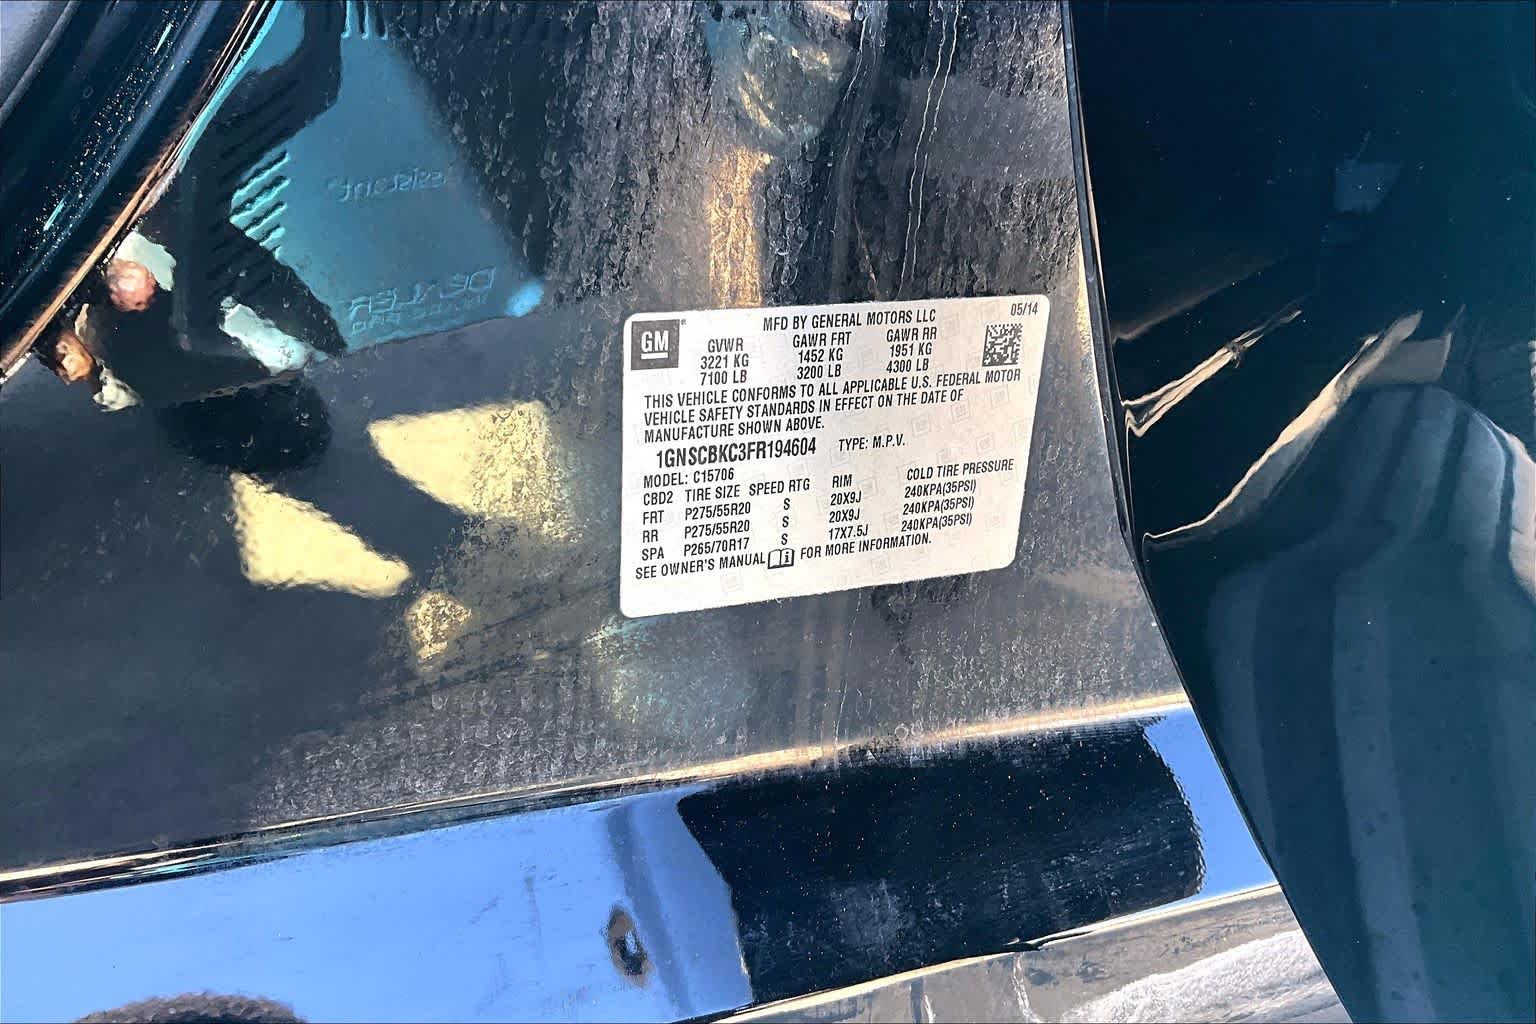 GM
MFD BY GENERAL MOTORS LLC
05/14
GVWR GAWR FRT GAWR RR
3221 KG 1452 KG 1951 KG
7100 LB 3200 LB 4300 LB
THIS VEHICLE CONFORMS TO ALL APPLICABLE U.S. FEDERAL MOTOR
VEHICLE SAFETY STANDARDS IN EFFECT ON THE DATE OF
MANUFACTURE SHOWN ABOVE.
1GNSCBKC3FR194604 TYPE: M.P.V.
MODEL: C15706
CBD2 TIRE SIZE SPEED RTG RIM COLD TIRE PRESSURE
FRT P275/55R20 S 20X9J 240KPA(35PSI)
RR P275/55R20 S 20X9J 240KPA(35PSI)
SPA P265/70R17 S 17X7.5J 240KPA(35PSI)
SEE OWNER'S MANUAL FOR MORE INFORMATION.